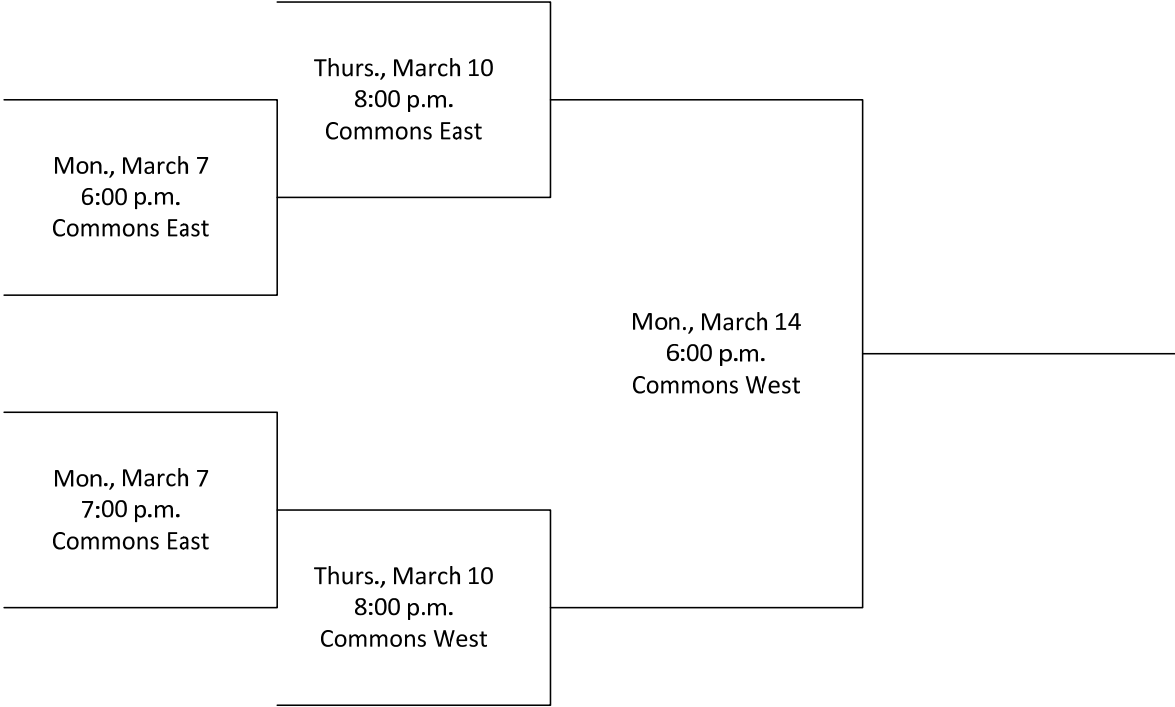 Thurs., March 10
8:00 p.m.
Commons East
Mon., March 7
6:00 p.m.
Commons East
Mon., March 14
6:00 p.m.
Commons West
Mon., March 7
7:00 p.m.
Commons East
Thurs., March 10
8:00 p.m.
Commons West